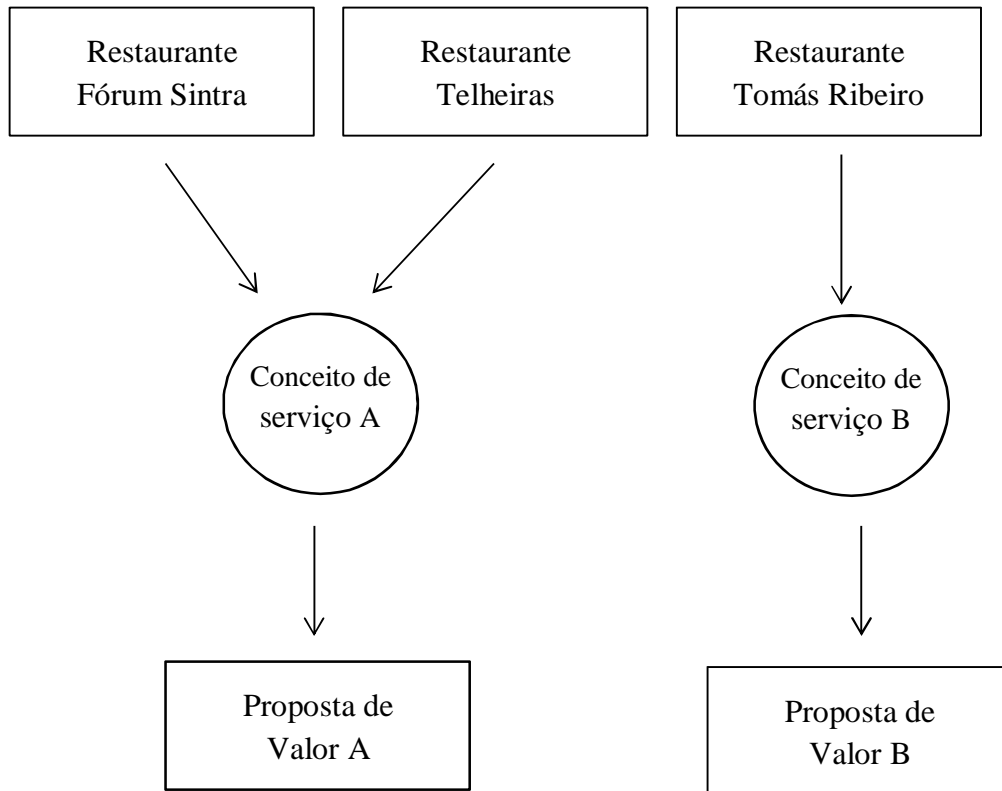 Restaurante
Fórum Sintra
Restaurante
Telheiras
Restaurante
Tomás Ribeiro
Conceito de
serviço A
Conceito de
serviço B
Proposta de
Valor A
Proposta de
Valor B